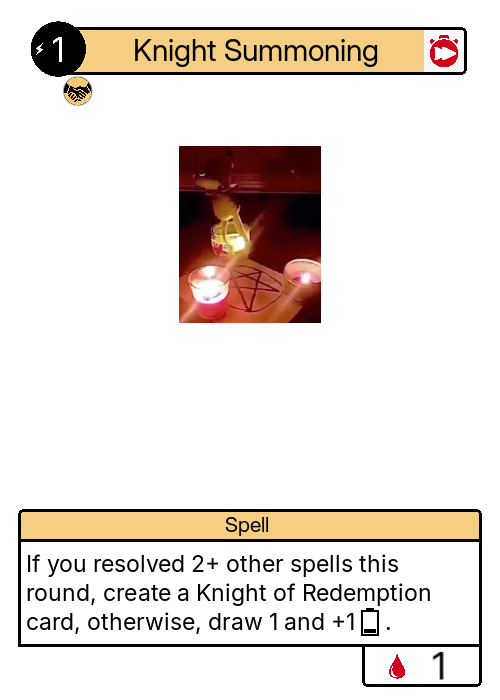 1
Knight Summoning
Spell
If you resolved 2+ other spells this
round, create a Knight of Redemption
card, otherwise, draw 1 and +1 .
1